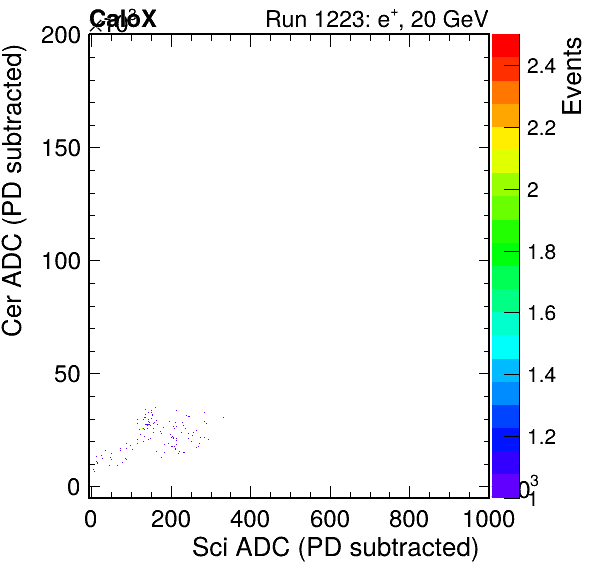 CaloX
Run 1223: e+, 20 GeV
×10³
200
150
100
50
0
Cer ADC (PD subtracted)
0 200 400 600 800 1000
Sci ADC (PD subtracted)
Events
2.4
2.2
2
1.8
1.6
1.4
1.2
1